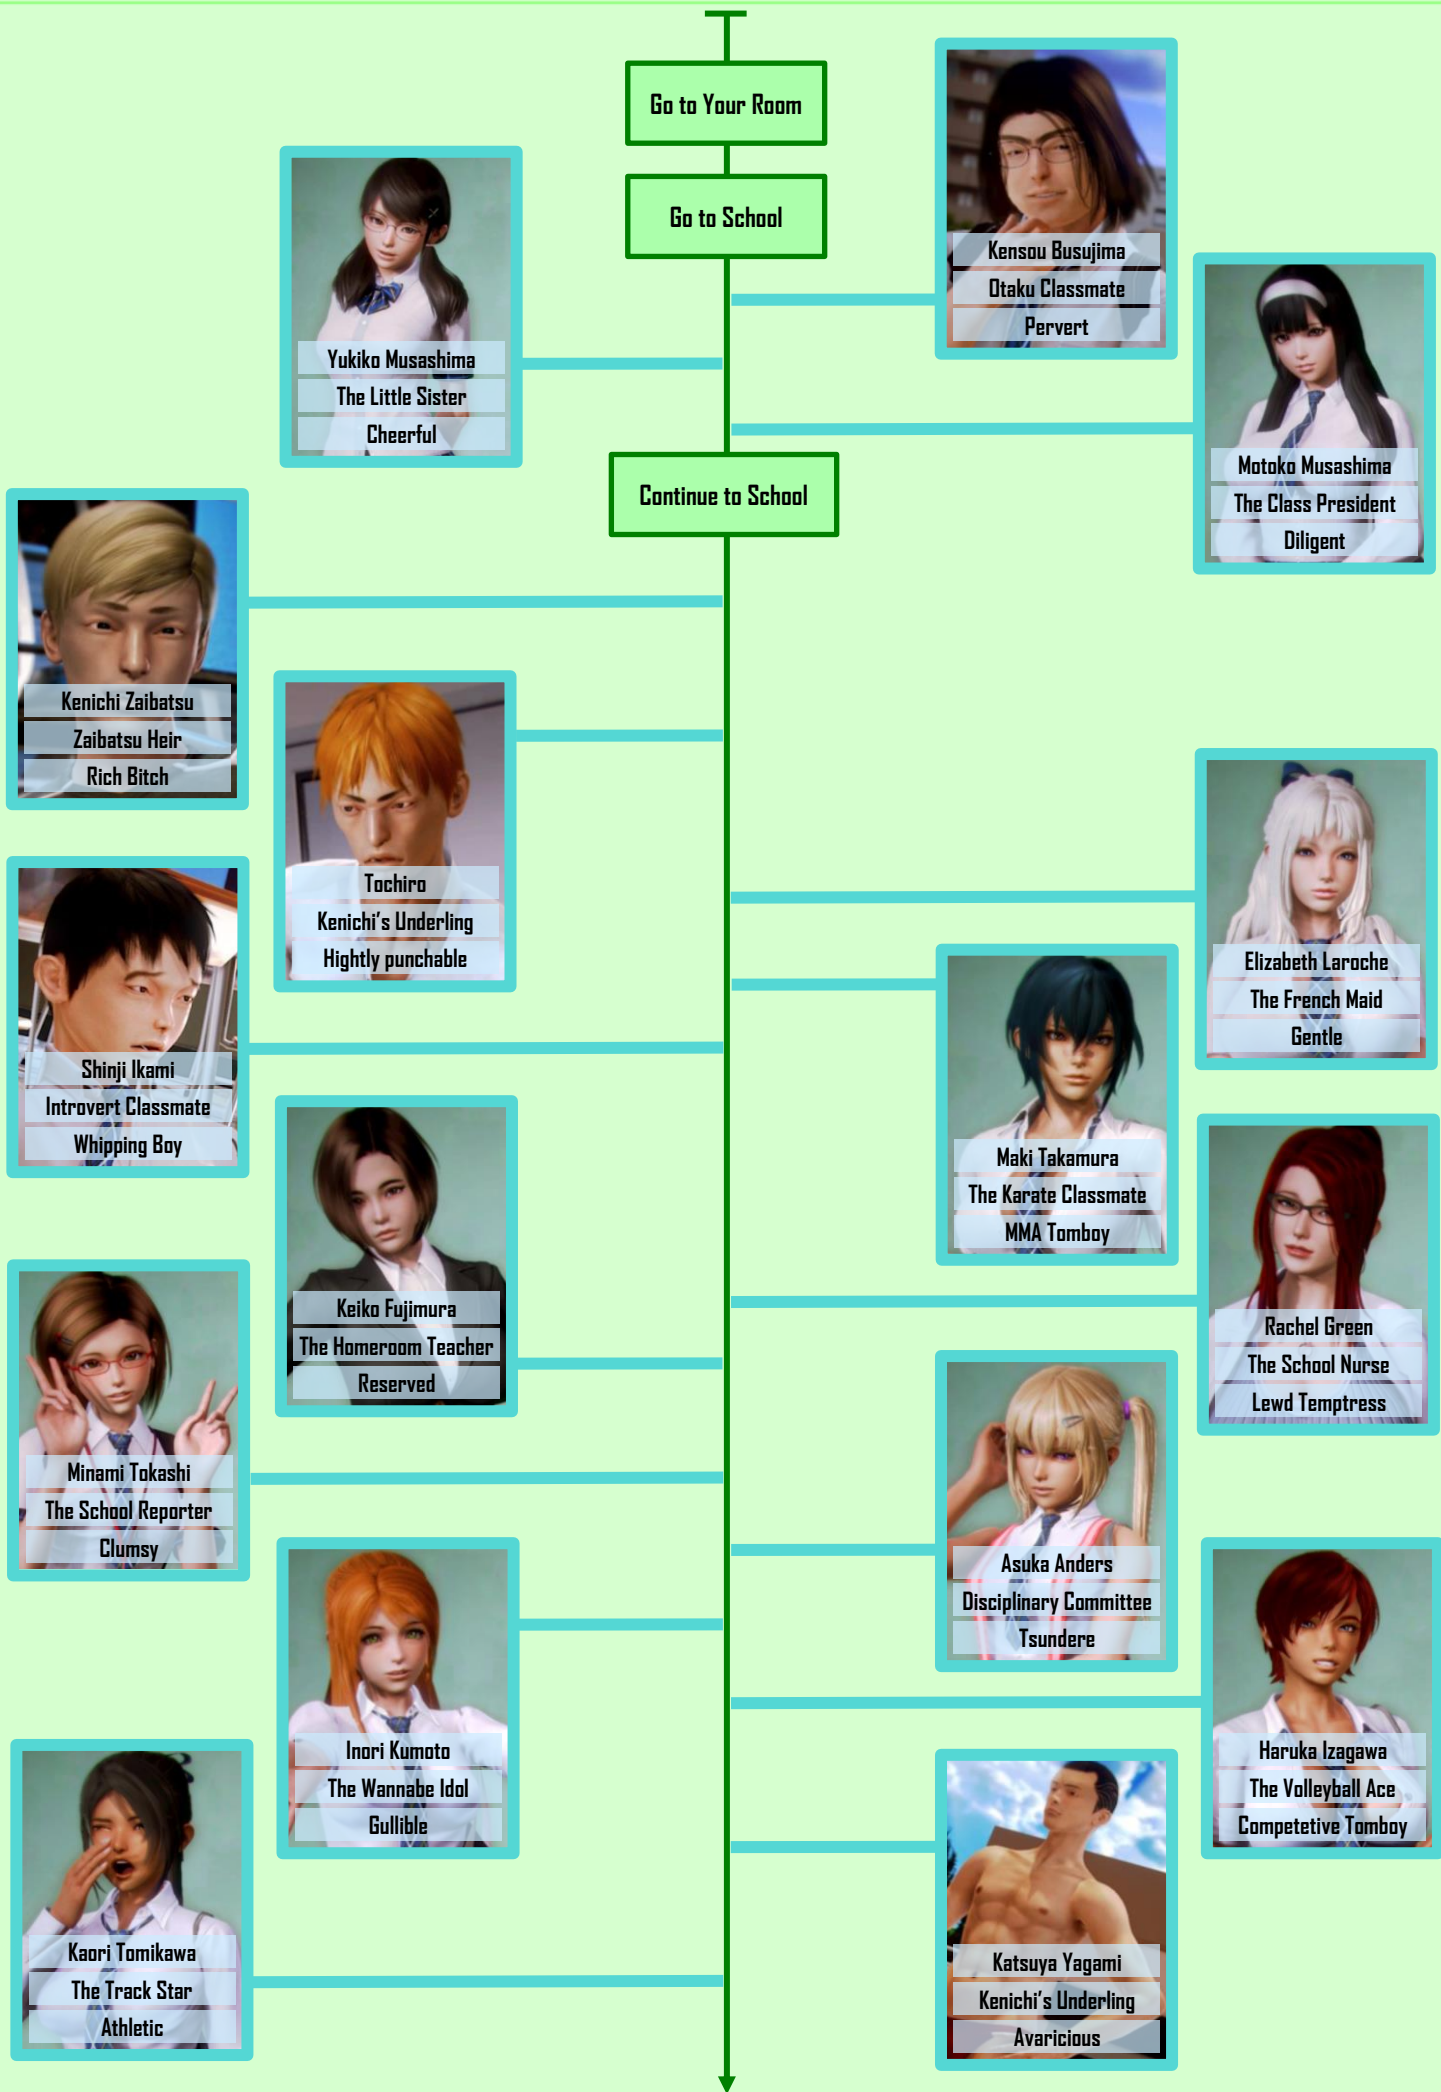 Go to Your Room
Go to School
Kensou Busujima
Otaku Classmate
Pervert
Yukiko Musashima
The Little Sister
Cheerful
Motoko Musashima
The Class President
Diligent
Continue to School
Kenichi Zaibatsu
Zaibatsu Heir
Rich Bitch
Tochiro
Kenichi's Underling
Hightly punchable
Elizabeth Laroche
The French Maid
Gentle
Maki Takamura
The Karate Classmate
MMA Tomboy
Shinji Ikami
Introvert Classmate
Whipping Boy
Rachel Green
The School Nurse
Lewd Temptress
Keiko Fujimura
The Homeroom Teacher
Reserved
Minami Tokashi
The School Reporter
Clumsy
Asuka Anders
Disciplinary Committee
Tsundere
Inori Kumoto
The Wannabe Idol
Gullible
Haruka Izagawa
The Volleyball Ace
Competetive Tomboy
Katsuya Yagami
Kenichi's Underling
Avaricious
Kaori Tomikawa
The Track Star
Athletic